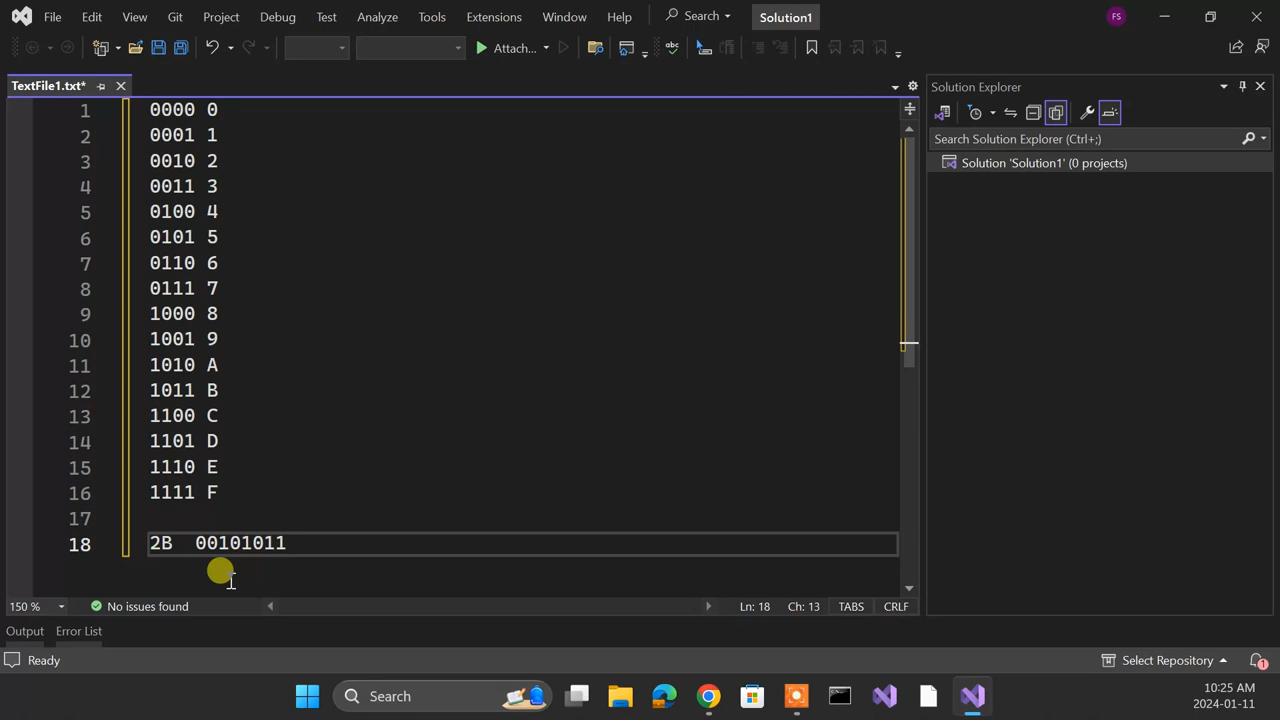 File Edit View Git Project Debug Test Analyze Tools Extensions Window Help Search Solution1 FS
Attach...
TextFile1.txt*
Solution Explorer
Search Solution Explorer (Ctrl+;)
Solution 'Solution1' (0 projects)
1 0000 0
2 0001 1
3 0010 2
4 0011 3
5 0100 4
6 0101 5
7 0110 6
8 0111 7
9 1000 8
10 1001 9
11 1010 A
12 1011 B
13 1100 C
14 1101 D
15 1110 E
16 1111 F
17
18 2B 00101011
150 % No issues found Ln: 18 Ch: 13 TABS CRLF
Output Error List
Ready Select Repository 1
Search 10:25 AM
2024-01-11